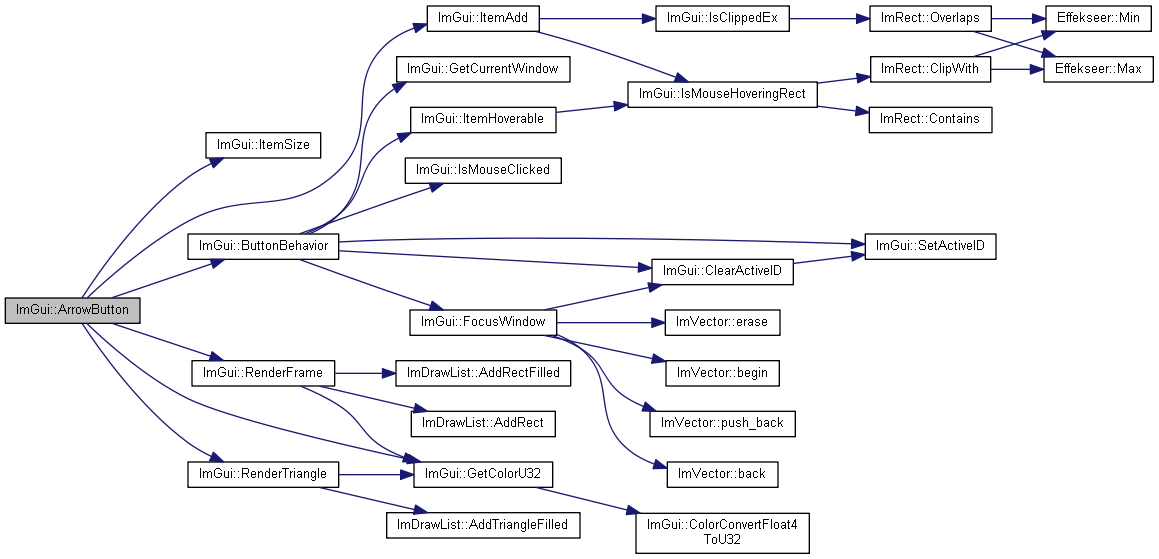 ImGui::ItemAdd
ImGui::IsClippedEx
ImRect::Overlaps
Effekseer::Min
ImGui::GetCurrentWindow
ImRect::ClipWith
Effekseer::Max
ImGui::IsMouseHoveringRect
ImGui::ItemHoverable
ImRect::Contains
ImGui::ItemSize
ImGui::IsMouseClicked
ImGui::ButtonBehavior
ImGui::SetActiveID
ImGui::ClearActiveID
ImGui::ArrowButton
ImGui::FocusWindow
ImVector::erase
ImGui::RenderFrame
ImDrawList::AddRectFilled
ImVector::begin
ImDrawList::AddRect
ImVector::push_back
ImGui::RenderTriangle
ImGui::GetColorU32
ImVector::back
ImDrawList::AddTriangleFilled
ImGui::ColorConvertFloat4
ToU32